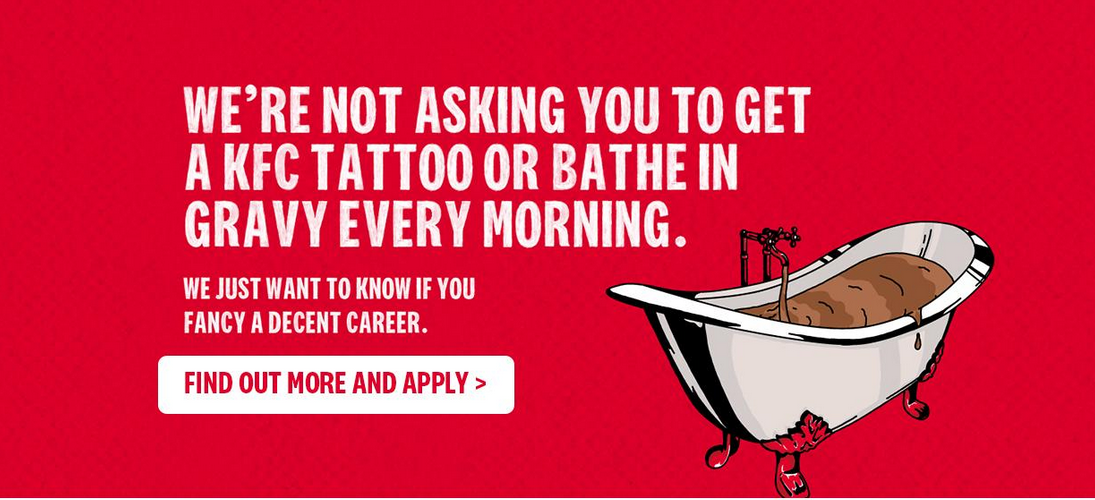 WE'RE NOT ASKING YOU TO GET
A KFC TATTOO OR BATHE IN
GRAVY EVERY MORNING.
WE JUST WANT TO KNOW IF YOU
FANCY A DECENT CAREER.
FIND OUT MORE AND APPLY >